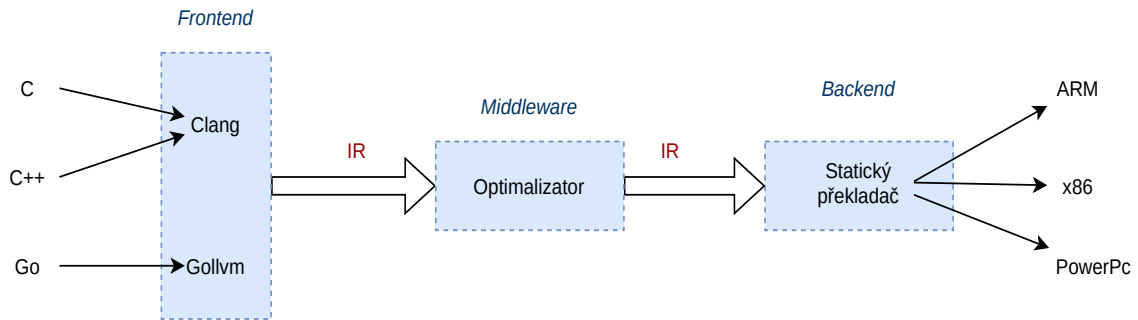 Frontend
Middleware
Backend
C
C++
Go
Clang
Gollvm
IR
Optimalizator
IR
Statický
překladač
ARM
x86
PowerPc